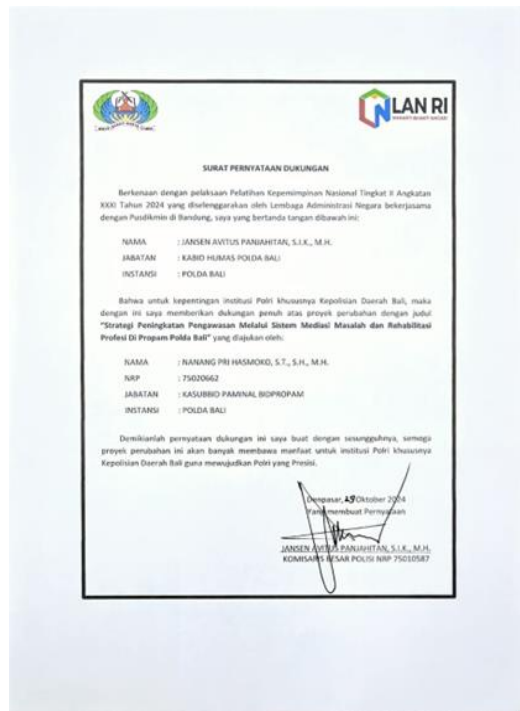 LAN RI
SURAT PERNYATAAN DUKUNGAN
Berkenaan dengan pelaksaan Pelatihan Kepemimpinan Nasional Tingkat II Angkatan
XXXI Tahun 2024 yang diselenggarakan oleh Lembaga Administrasi Negara bekerjasama
dengan Pusdikmin di Bandung, saya yang bertanda tangan dibawah ini:
NAMA : JANSEN AVITUS PANJAHITAN, S.I.K., M.H.
JABATAN : KABID HUMAS POLDA BALI
INSTANSI : POLDA BALI
Bahwa untuk kepentingan institusi Polri khususnya Kepolisian Daerah Bali, maka
dengan ini saya memberikan dukungan penuh atas proyek perubahan dengan judul
"Strategi Peningkatan Pengawasan Melalui Sistem Mediasi Masalah dan Rehabilitasi
Profesi Di Propam Polda Bali" yang diajukan oleh:
NAMA : NANANG PRI HASMOKO, S.T., S.H., M.H.
NRP : 75020662
JABATAN : KASUBBID PAMINAL BIDPROPAM
INSTANSI : POLDA BALI
Demikianlah pernyataan dukungan ini saya buat dengan sesungguhnya, semoga
proyek perubahan ini akan banyak membawa manfaat untuk institusi Polri khususnya
Kepolisian Daerah Bali guna mewujudkan Polri yang Presisi.
Denpasar, 29 Oktober 2024
Yang membuat Pernyataan
JANSEN AVITUS PANJAHITAN, S.I.K., M.H.
KOMISARIS BESAR POLISI NRP 75010587